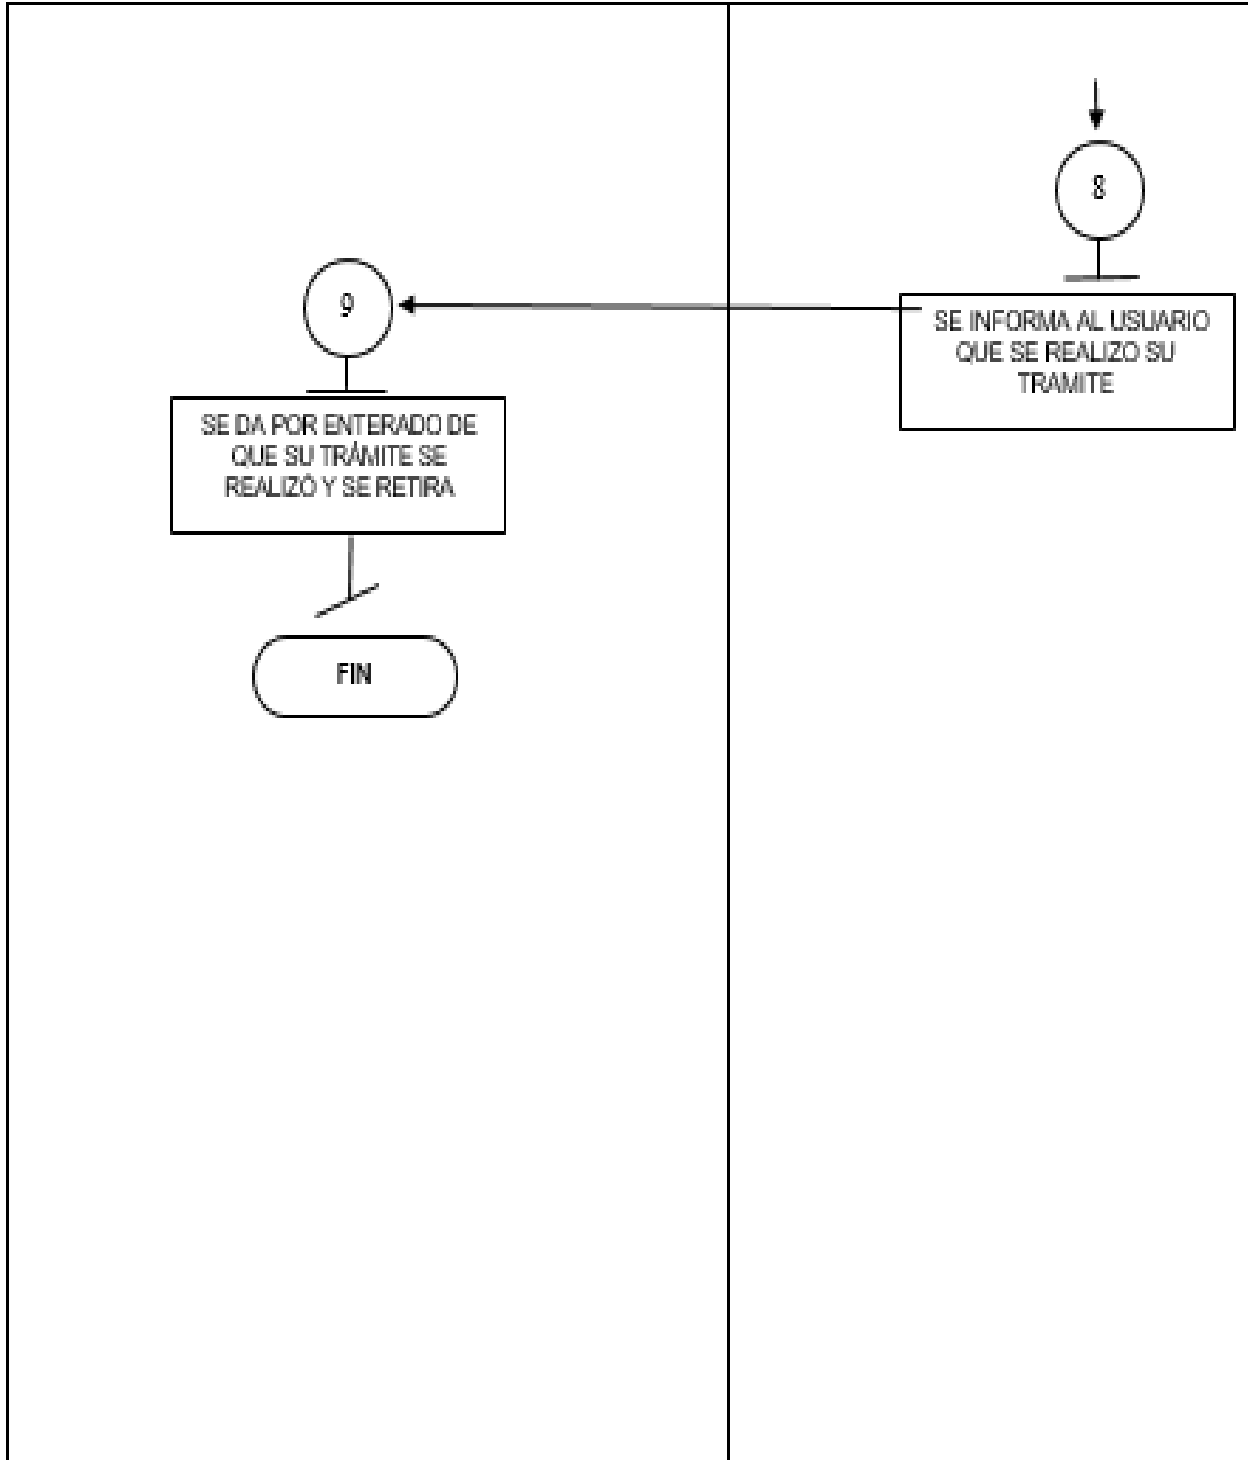 8
SE INFORMA AL USUARIO
QUE SE REALIZO SU
TRAMITE
9
SE DA POR ENTERADO DE
QUE SU TRÁMITE SE
REALIZÓ Y SE RETIRA
FIN